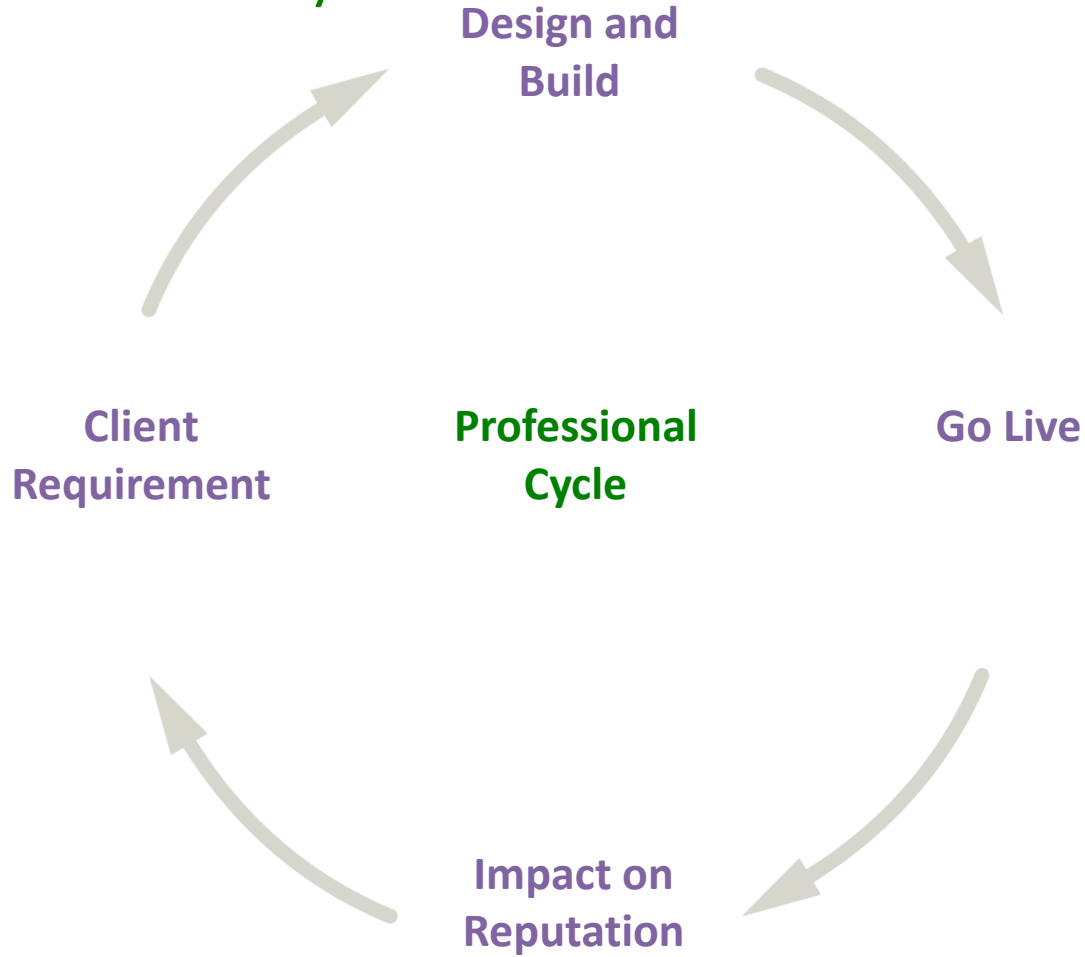 Design and
Build
Client
Requirement
Professional
Cycle
Go Live
Impact on
Reputation